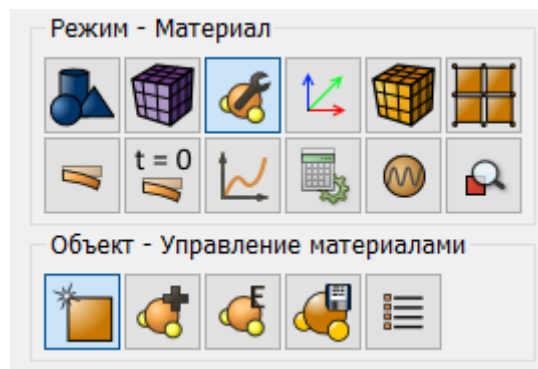 Режим - Материал
t = 0
Объект - Управление материалами
E